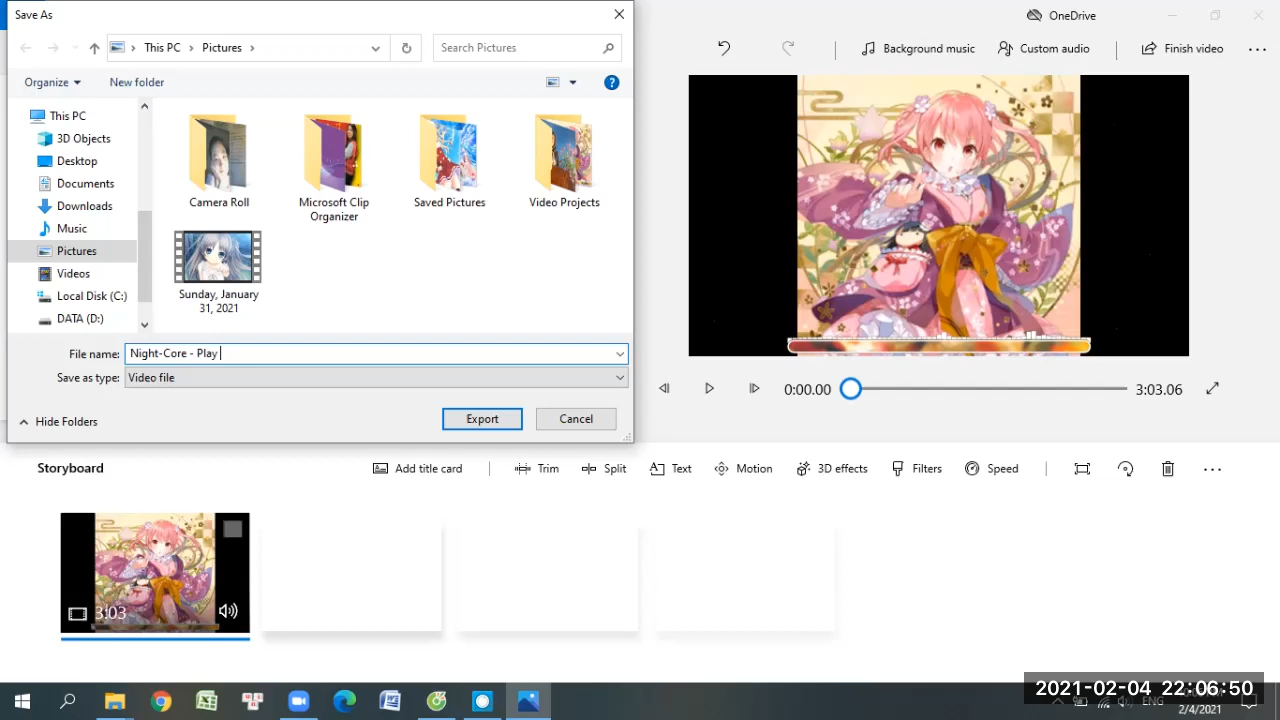 Save As
OneDrive
This PC
Pictures
Search Pictures
Background music
Custom audio
Finish video
Organize
New folder
This PC
3D Objects
Desktop
Documents
Downloads
Music
Pictures
Videos
Local Disk (C:)
DATA (D:)
Camera Roll
Microsoft Clip
Organizer
Saved Pictures
Video Projects
Sunday, January
31, 2021
File name:
Night-Core - Play
Save as type:
Video file
Hide Folders
Export
Cancel
0:00.00
3:03.06
Storyboard
Add title card
Trim
Split
Text
Motion
3D effects
Filters
Speed
3:03
2021-02-04 22:06:50
ENG
2/4/2021